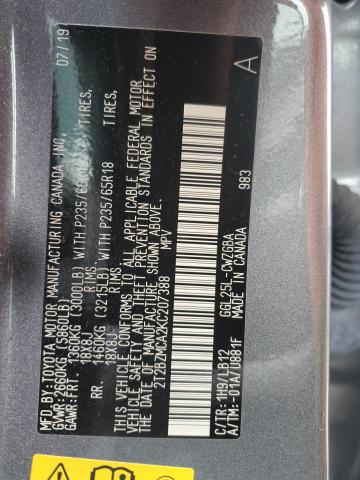 MFD.BY:TOYOTA MOTOR MANUFACTURING CANADA INC. 07/19
GVWR:2660KG(5860LB)
GAWR:FRT. 1360KG(3000LB)WITH P235/65R18 TIRES,
18X8J RIMS
RR. 1460KG(3215LB)WITH P235/65R18 TIRES,
18X8J RIMS
THIS VEHICLE CONFORMS TO ALL APPLICABLE FEDERAL MOTOR
VEHICLE SAFETY AND THEFT PREVENTION STANDARDS IN EFFECT ON
THE DATE OF MANUFACTURE SHOWN ABOVE.
2T2BZMCA2KC207388 MPV
A
C/TR:1H9/LB12 GGL25L-CWZGBA 983
A/TM:-01A/UB81F MADE IN CANADA